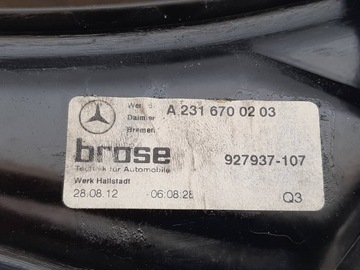 Werk
Daimler
Bremen
A 231 670 02 03
brose
Technik für Automobile
927937-107
Werk Hallstadt
28.08.12 06:08:28
Q3